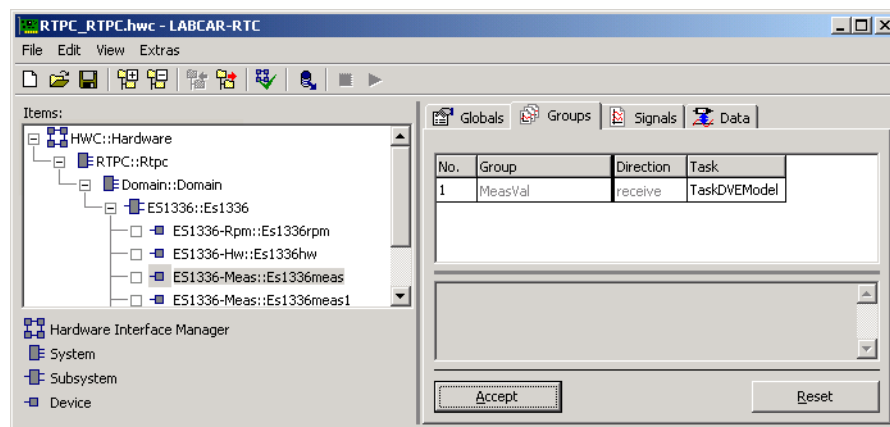 RTPC_RTPC.hwc - LABCAR-RTC
File Edit View Extras
Items:
HWC::Hardware
RTPC::Rtpc
Domain::Domain
ES1336::Es1336
ES1336-Rpm::Es1336rpm
ES1336-Hw::Es1336hw
ES1336-Meas::Es1336meas
ES1336-Meas::Es1336meas1
Hardware Interface Manager
System
Subsystem
Device
Globals Groups Signals Data
No. Group Direction Task
1 MeasVal receive TaskDVEModel
Accept Reset